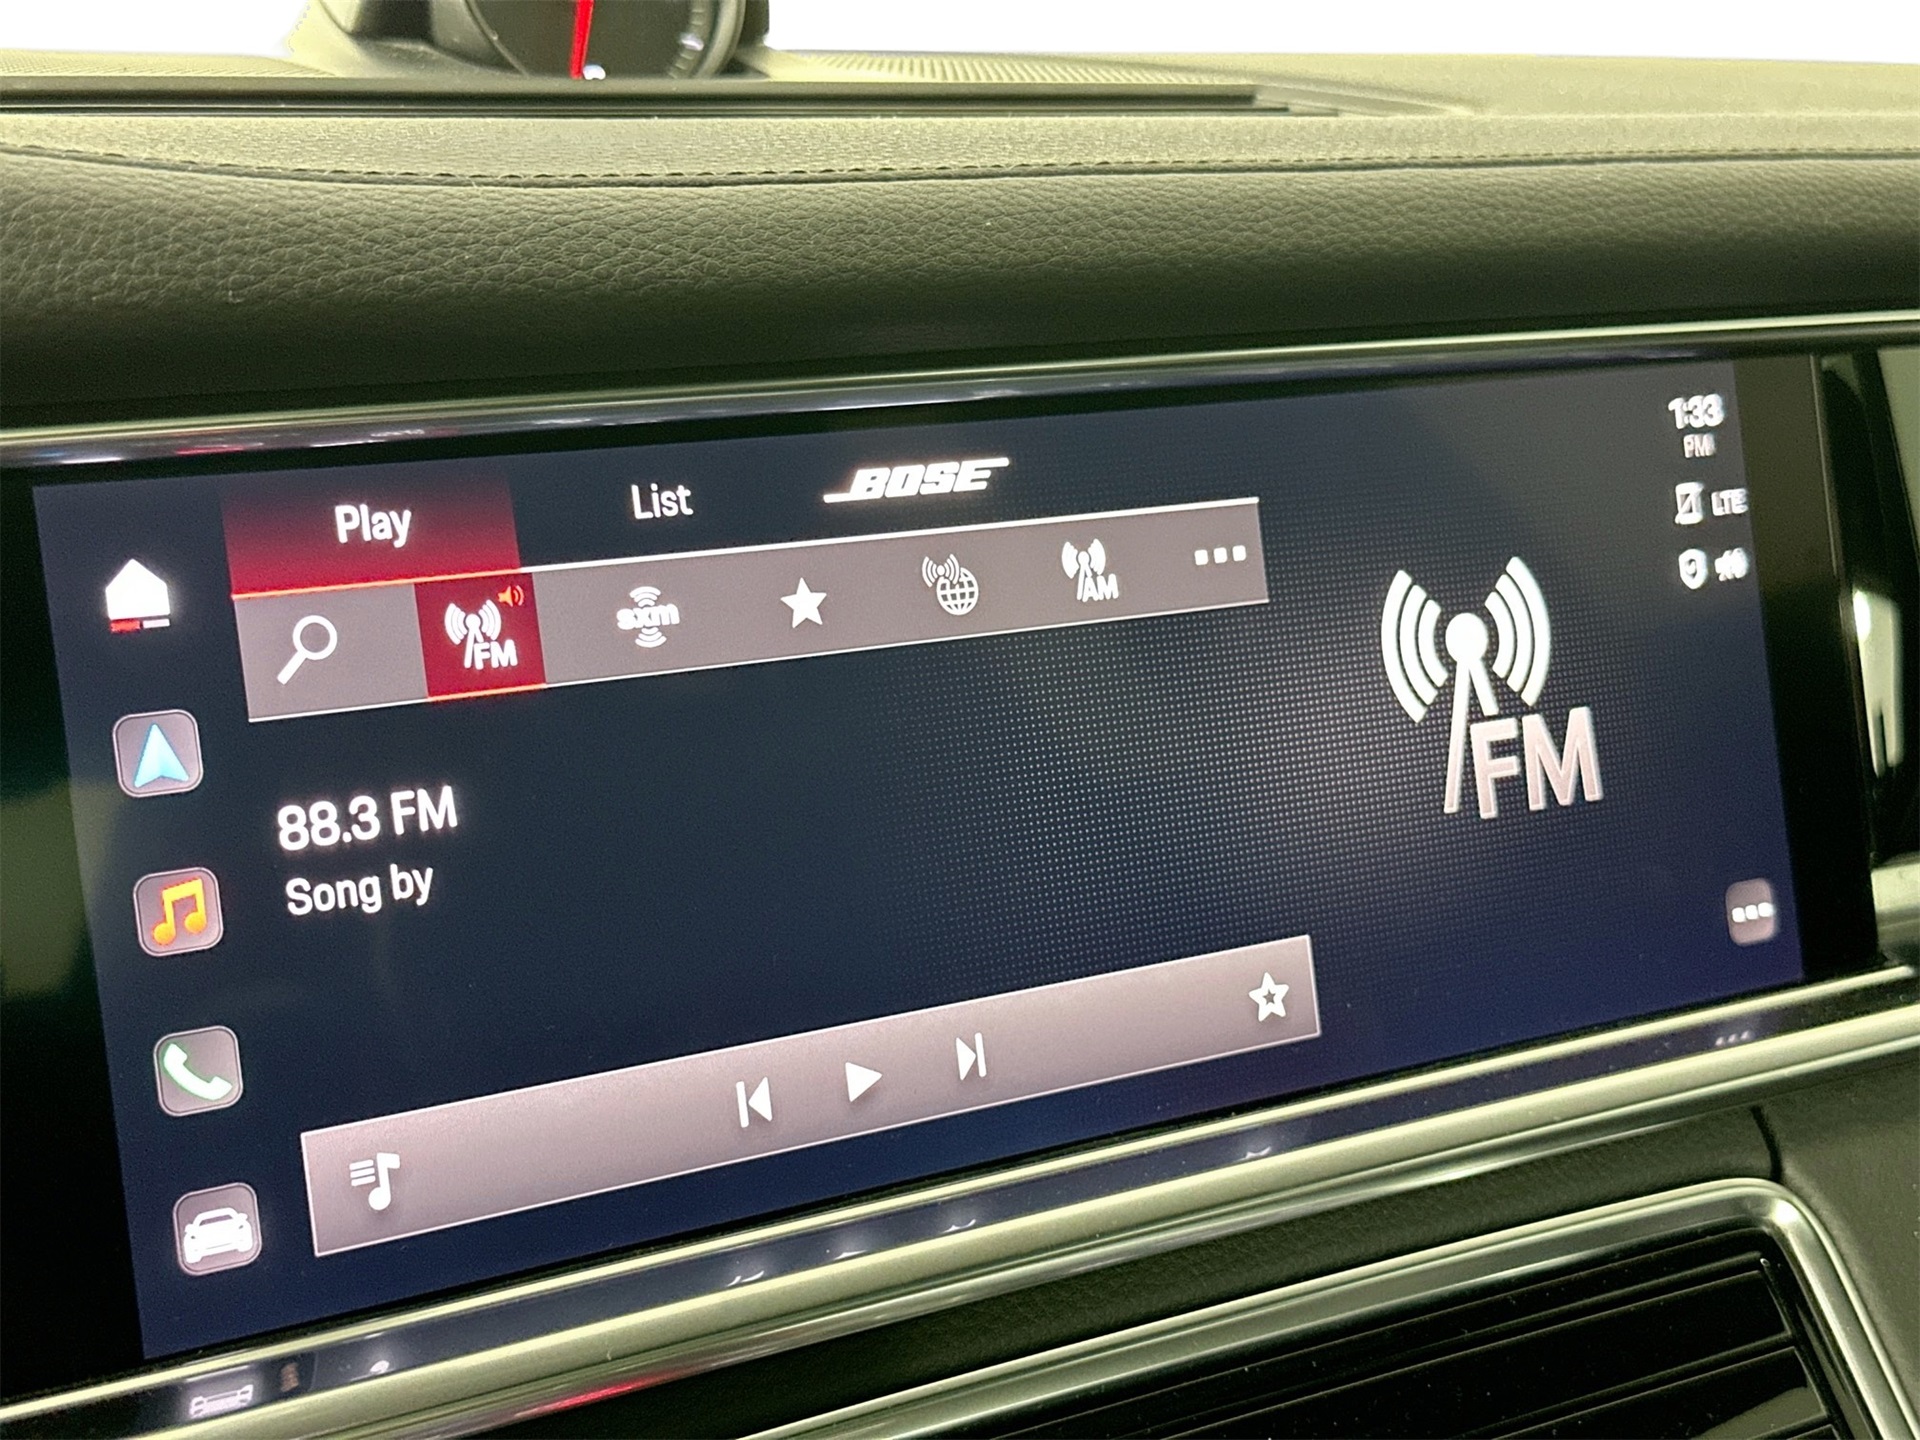 1:33
PM
Play
List
BOSE
LTE
FM
sxm
AM
FM
88.3 FM
Song by